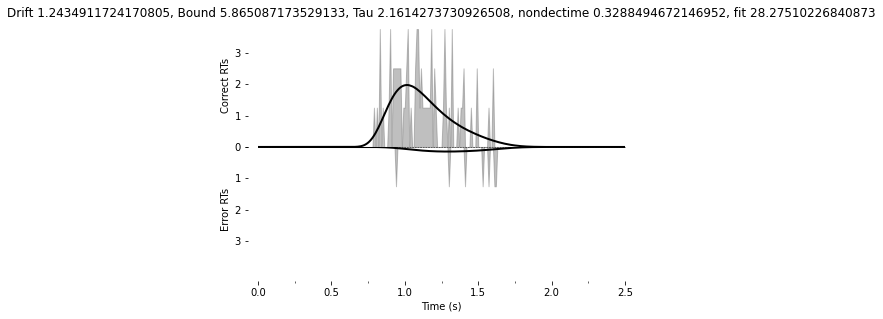 Drift 1.2434911724170805, Bound 5.865087173529133, Tau 2.1614273730926508, nondectime 0.3288494672146952, fit 28.27510226840873
Correct RTs
3
2
1
0
Error RTs
1
2
3
0.0 0.5 1.0 1.5 2.0 2.5
Time (s)